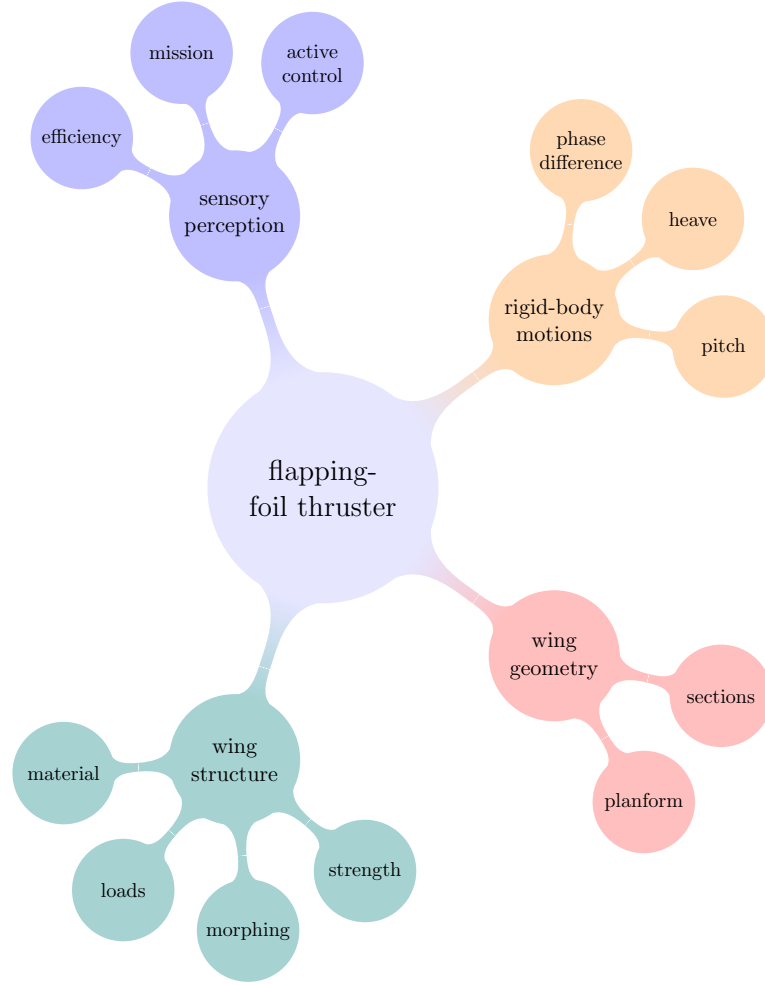 mission
active
control
efficiency
sensory
perception
phase
difference
heave
rigid-body
motions
pitch
flapping-
foil thruster
wing
geometry
sections
planform
wing
structure
material
loads
morphing
strength